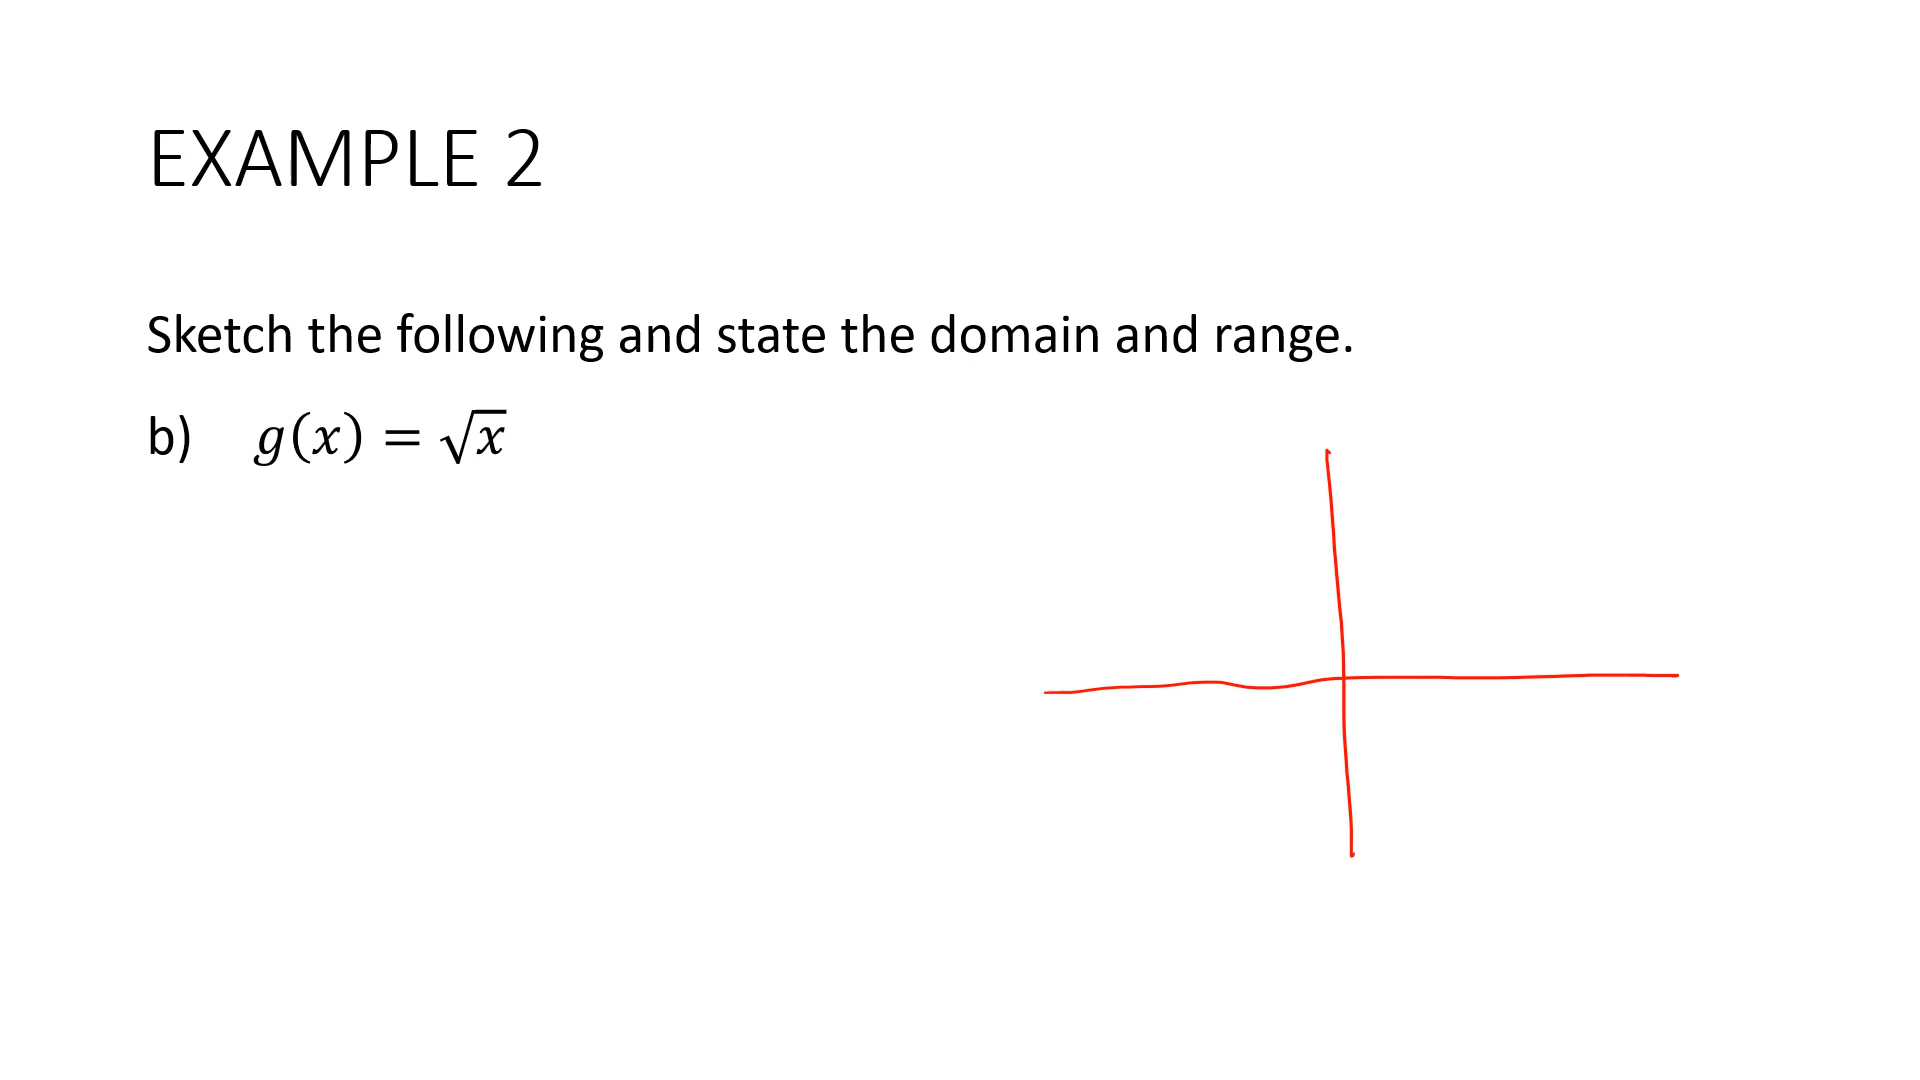 EXAMPLE 2
Sketch the following and state the domain and range.
b) g(x) = √x